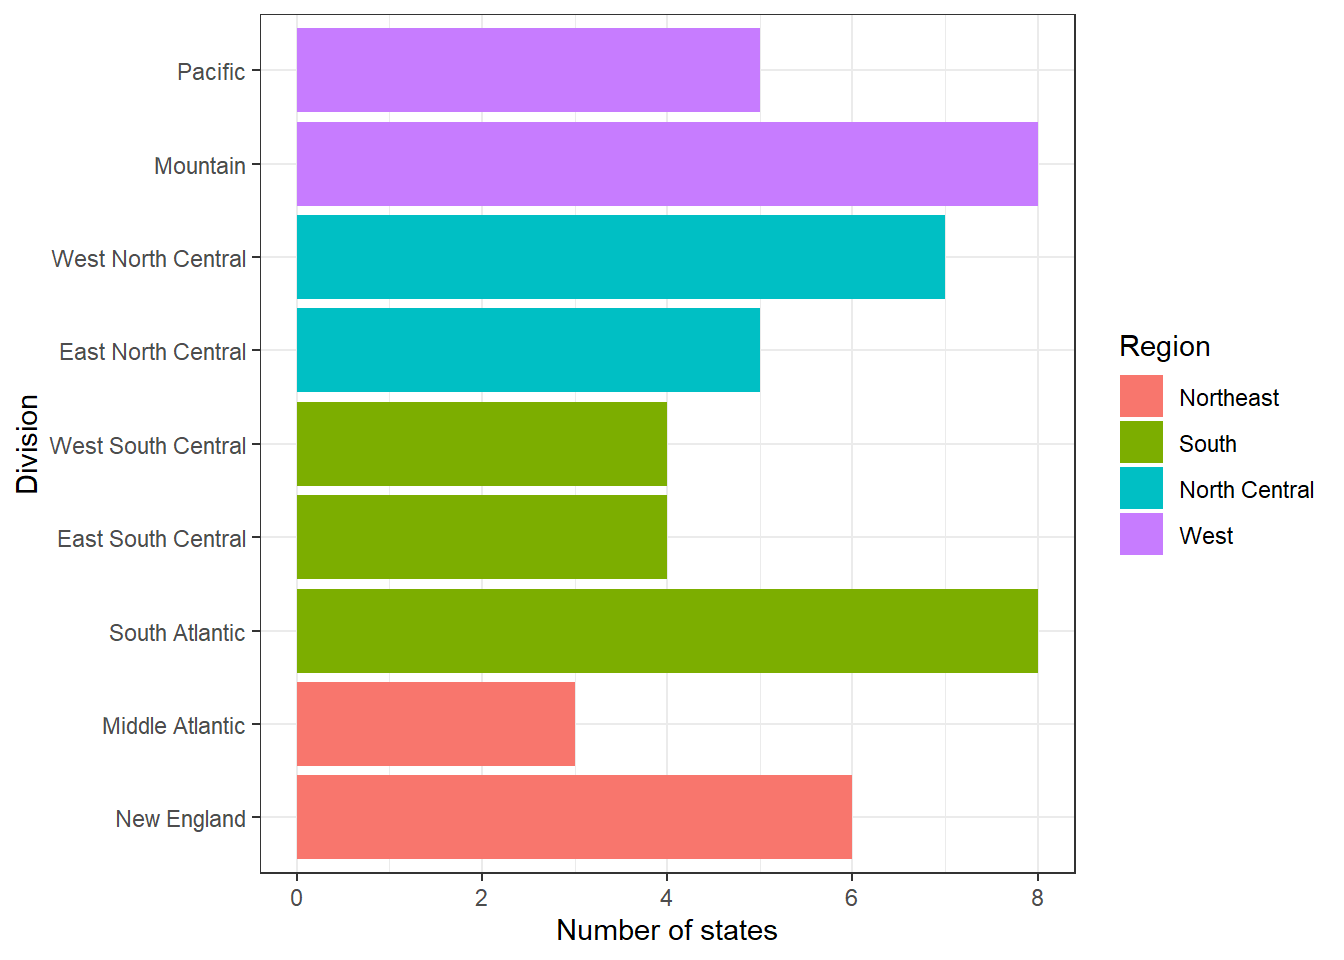 Division
Pacific
Mountain
West North Central
East North Central
West South Central
East South Central
South Atlantic
Middle Atlantic
New England
0 2 4 6 8
Number of states
Region
Northeast
South
North Central
West